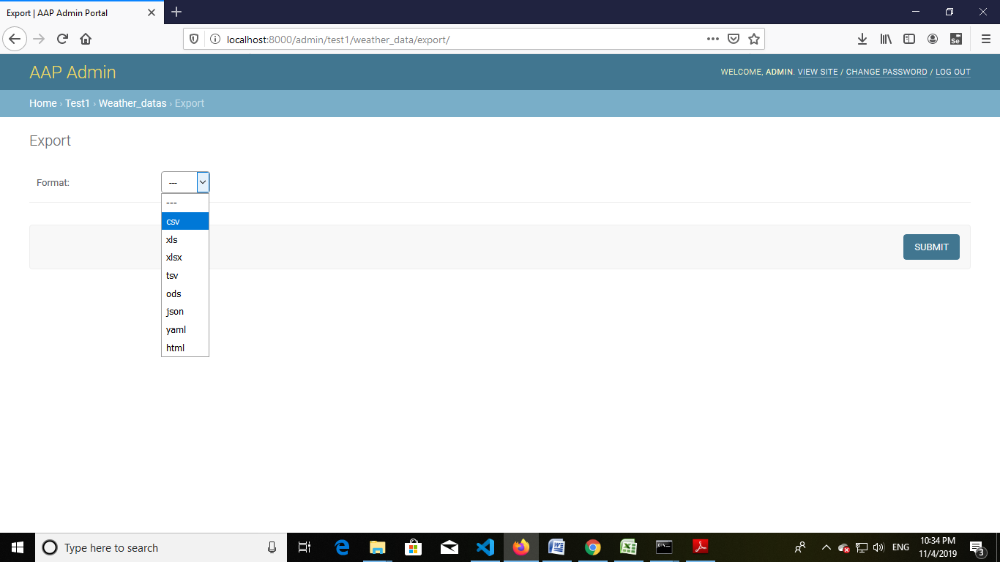 Export | AAP Admin Portal
localhost:8000/admin/test1/weather_data/export/
Se
AAP Admin
WELCOME, ADMIN. VIEW SITE / CHANGE PASSWORD / LOG OUT
Home › Test1 › Weather_datas › Export
Export
Format:
---
---
csv
xls
xlsx
tsv
ods
json
yaml
html
SUBMIT
Type here to search
ENG
10:34 PM
11/4/2019
3